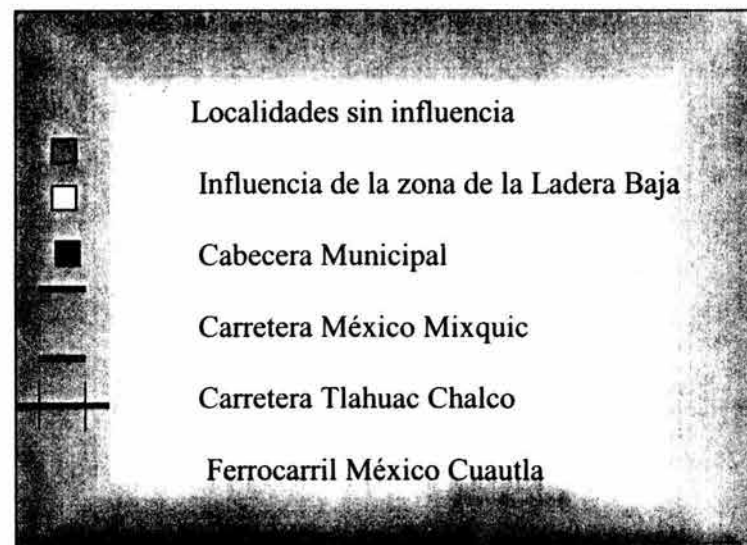 Localidades sin influencia
Influencia de la zona de la Ladera Baja
Cabecera Municipal
Carretera México Mixquic
Carretera Tlahuac Chalco
Ferrocarril México Cuautla